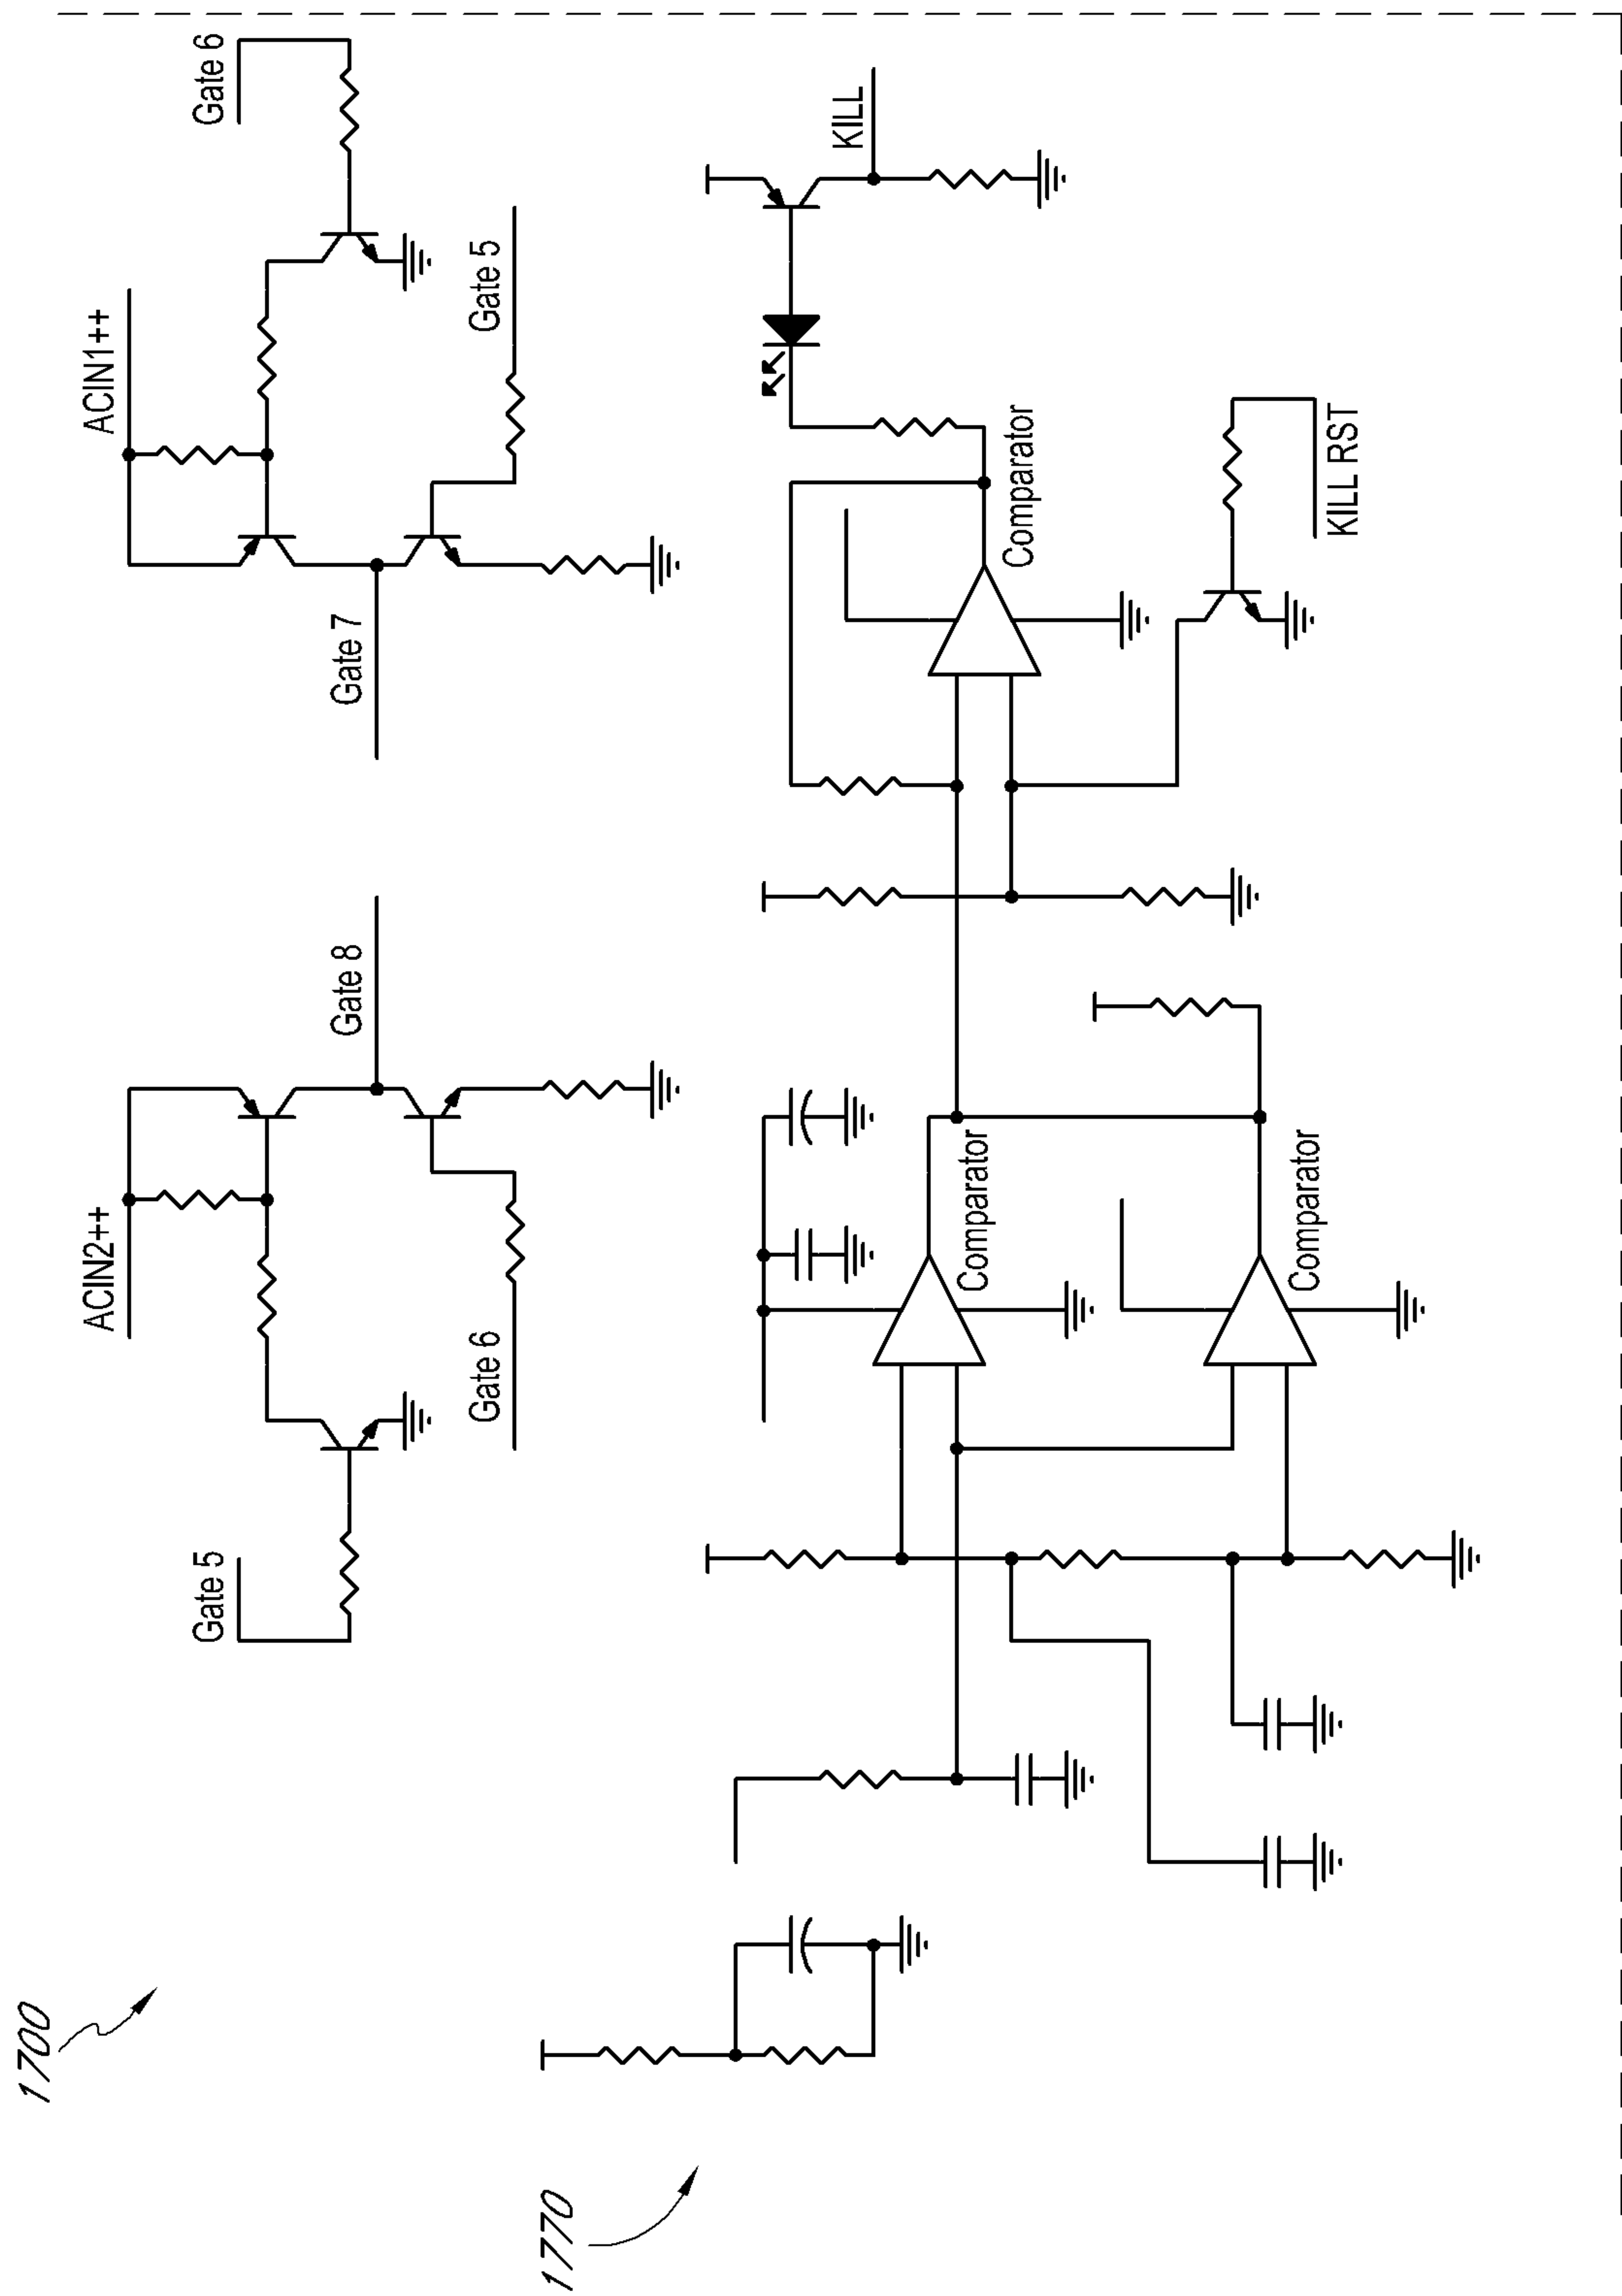 1700
ACIN2++
ACIN1++
Gate 5
Gate 6
Gate 8
Gate 7
Gate 6
Gate 5
1770
KILL
Comparator
Comparator
Comparator
KILL RST